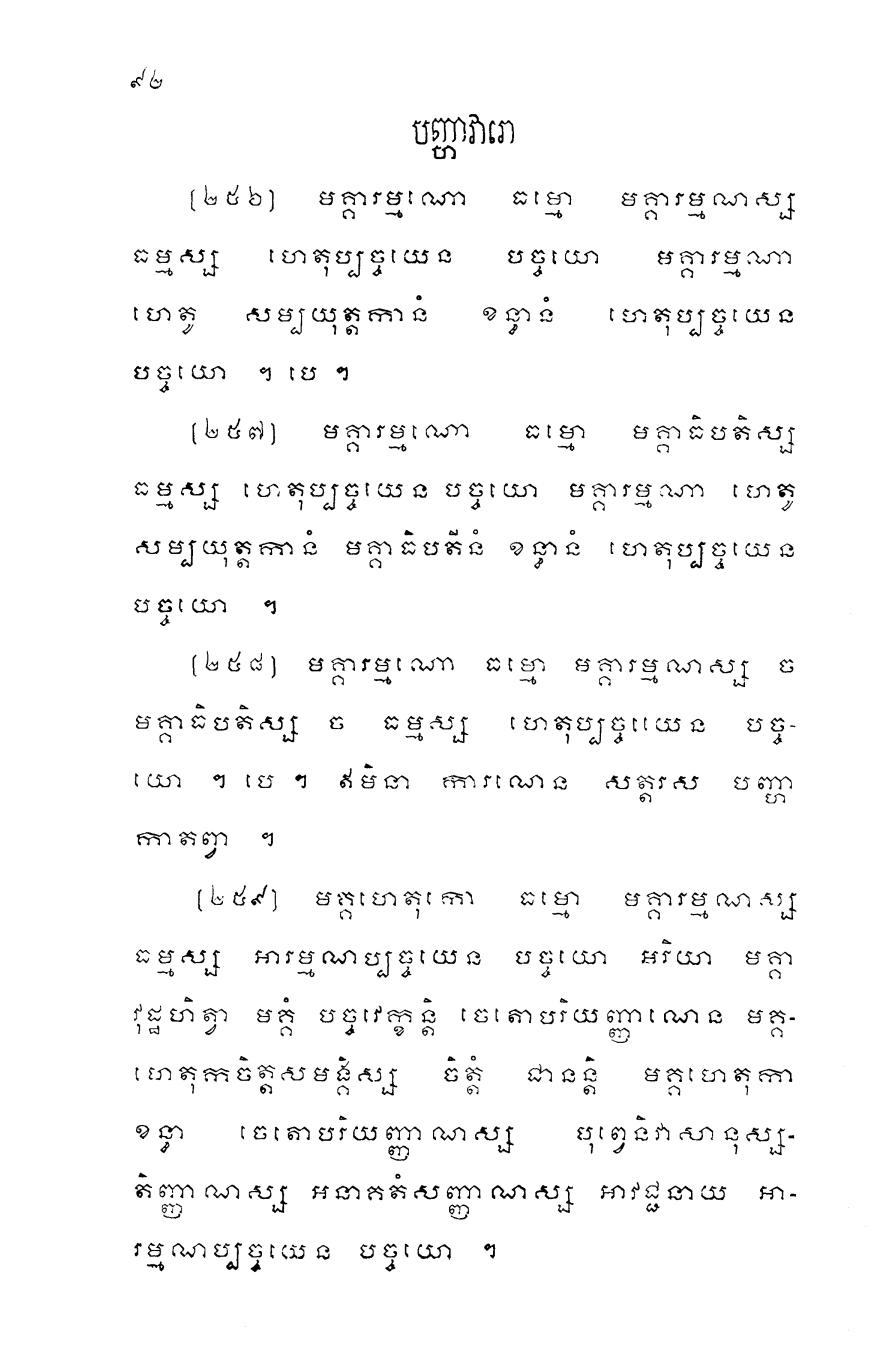 ៩២
បញ្ហាវារោ
[២៥៦] មគ្គារម្មណោ ធម្មោ មគ្គារម្មណស្ស
ធម្មស្ស ហេតុប្បច្ចយេន បច្ចយោ មគ្គារម្មណា
ហេតូ សម្បយុត្តកានំ ខន្ធានំ ហេតុប្បច្ចយេន
បច្ចយោ ។ បេ ។
[២៥៧] មគ្គារម្មណោ ធម្មោ មគ្គាធិបតិស្ស
ធម្មស្ស ហេតុប្បច្ចយេន បច្ចយោ មគ្គារម្មណា ហេតូ
សម្បយុត្តកានំ មគ្គាធិបតីនំ ខន្ធានំ ហេតុប្បច្ចយេន
បច្ចយោ ។
[២៥៨] មគ្គារម្មណោ ធម្មោ មគ្គារម្មណស្ស ច
មគ្គាធិបតិស្ស ច ធម្មស្ស ហេតុប្បច្ចយេន បច្ច-
យោ ។ បេ ។ ឥមិនា ការណេន សត្តរស បញ្ហា
កាតព្វា ។
[២៥៩] មគ្គហេតុកោ ធម្មោ មគ្គារម្មណស្ស
ធម្មស្ស អារម្មណប្បច្ចយេន បច្ចយោ អរិយា មគ្គា
វុដ្ឋហិត្វា មគ្គំ បច្ចវេក្ខន្តិ ចេតោបរិយញ្ញាណេន មគ្គ-
ហេតុកចិត្តសមង្គិស្ស ចិត្តំ ជានន្តិ មគ្គហេតុកា
ខន្ធា ចេតោបរិយញ្ញាណស្ស បុព្វេនិវាសានុស្ស-
តិញ្ញាណស្ស អនាគតំសញ្ញាណស្ស អាវជ្ជនាយ អា-
រម្មណប្បច្ចយេន បច្ចយោ ។